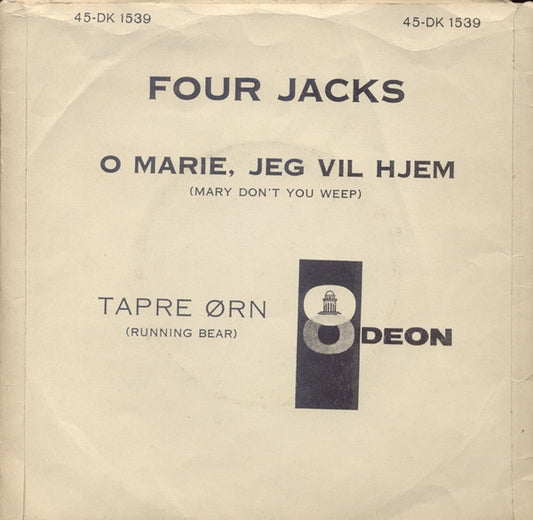 45-DK 1539 45-DK 1539
FOUR JACKS
O MARIE, JEG VIL HJEM
(MARY DON'T YOU WEEP)
TAPRE ØRN
(RUNNING BEAR)
ODEON